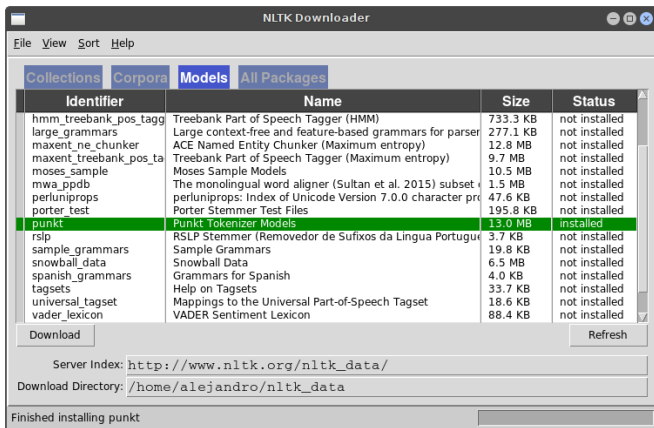 NLTK Downloader
File View Sort Help
Collections Corpora Models All Packages
Identifier Name Size Status
hmm_treebank_pos_tagg Treebank Part of Speech Tagger (HMM) 733.3 KB not installed
large_grammars Large context-free and feature-based grammars for parser 277.1 KB not installed
maxent_ne_chunker ACE Named Entity Chunker (Maximum entropy) 12.8 MB not installed
maxent_treebank_pos_ta Treebank Part of Speech Tagger (Maximum entropy) 9.7 MB not installed
moses_sample Moses Sample Models 10.5 MB not installed
mwa_ppdb The monolingual word aligner (Sultan et al. 2015) subset 1.5 MB not installed
perluniprops perluniprops: Index of Unicode Version 7.0.0 character pro 47.6 KB not installed
porter_test Porter Stemmer Test Files 195.8 KB not installed
punkt Punkt Tokenizer Models 13.0 MB installed
rslp RSLP Stemmer (Removedor de Sufixos da Lingua Portugue 3.7 KB not installed
sample_grammars Sample Grammars 19.8 KB not installed
snowball_data Snowball Data 6.5 MB not installed
spanish_grammars Grammars for Spanish 4.0 KB not installed
tagsets Help on Tagsets 33.7 KB not installed
universal_tagset Mappings to the Universal Part-of-Speech Tagset 18.6 KB not installed
vader_lexicon VADER Sentiment Lexicon 88.4 KB not installed
Download Refresh
Server Index: http://www.nltk.org/nltk_data/
Download Directory: /home/alejandro/nltk_data
Finished installing punkt